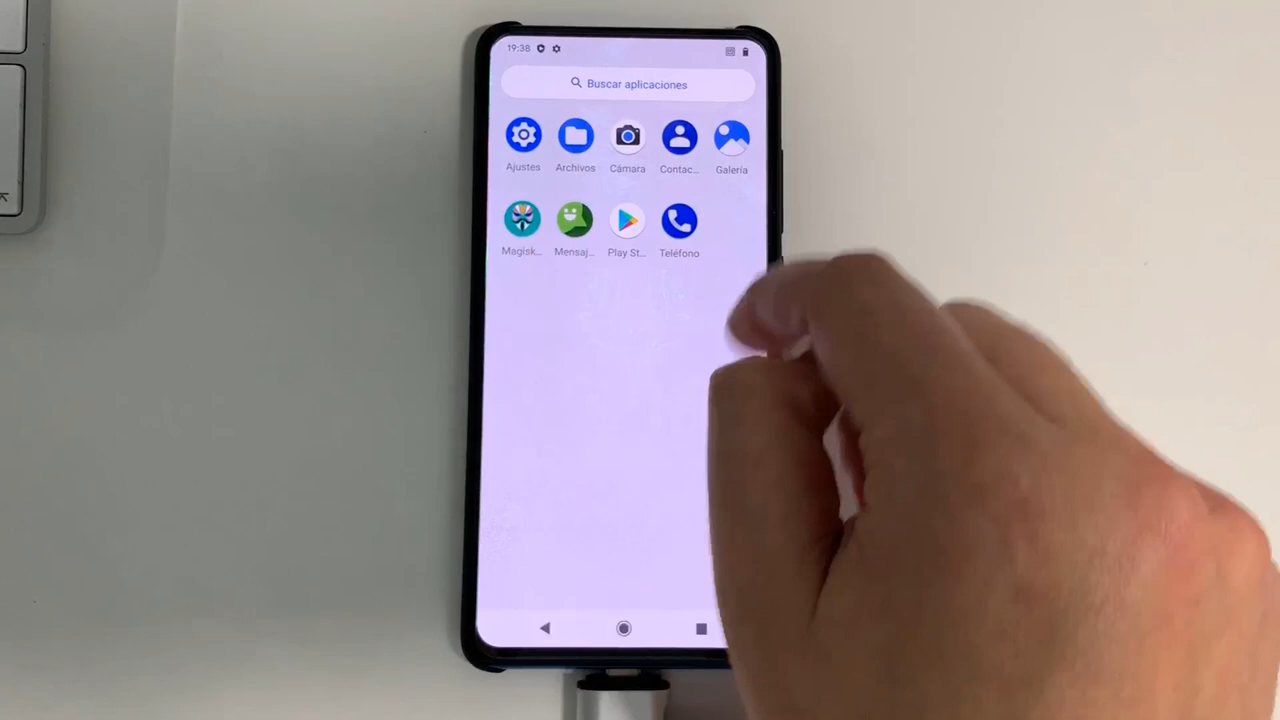 19:38
Buscar aplicaciones
Ajustes Archivos Cámara Contac... Galería
Magisk... Mensaj... Play St... Teléfono